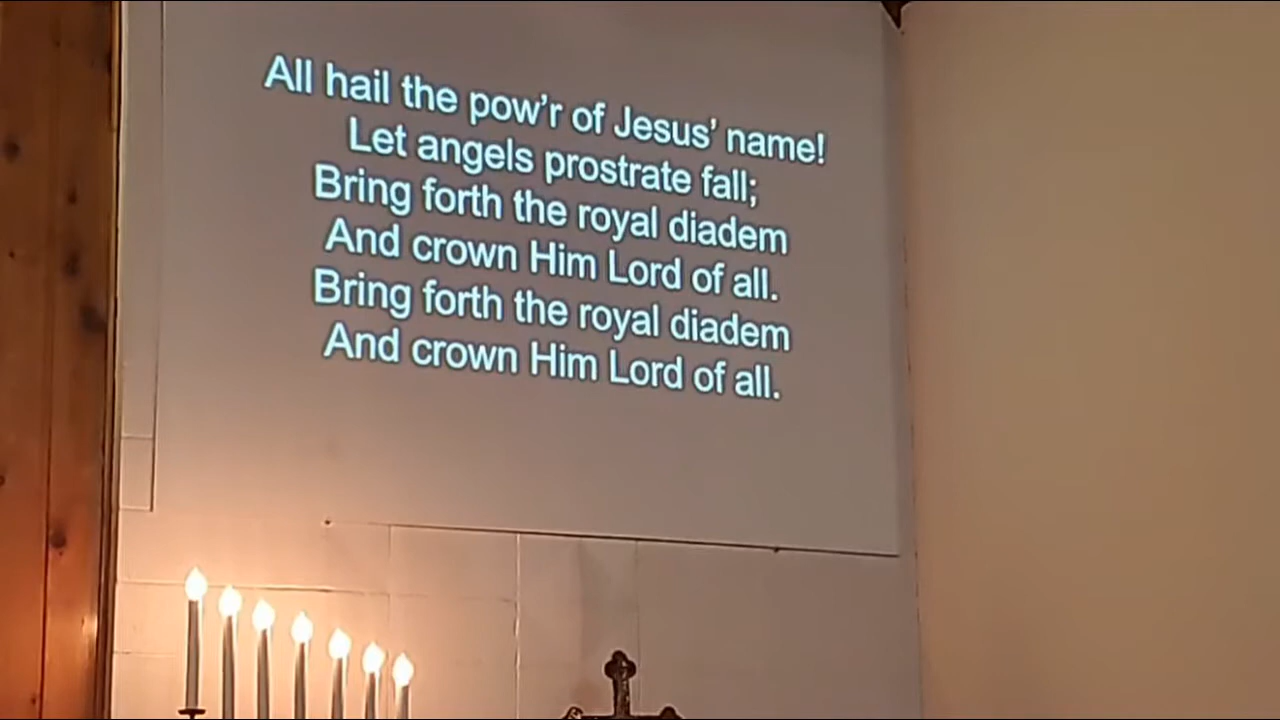 All hail the pow’r of Jesus’ name!
Let angels prostrate fall;
Bring forth the royal diadem
And crown Him Lord of all.
Bring forth the royal diadem
And crown Him Lord of all.